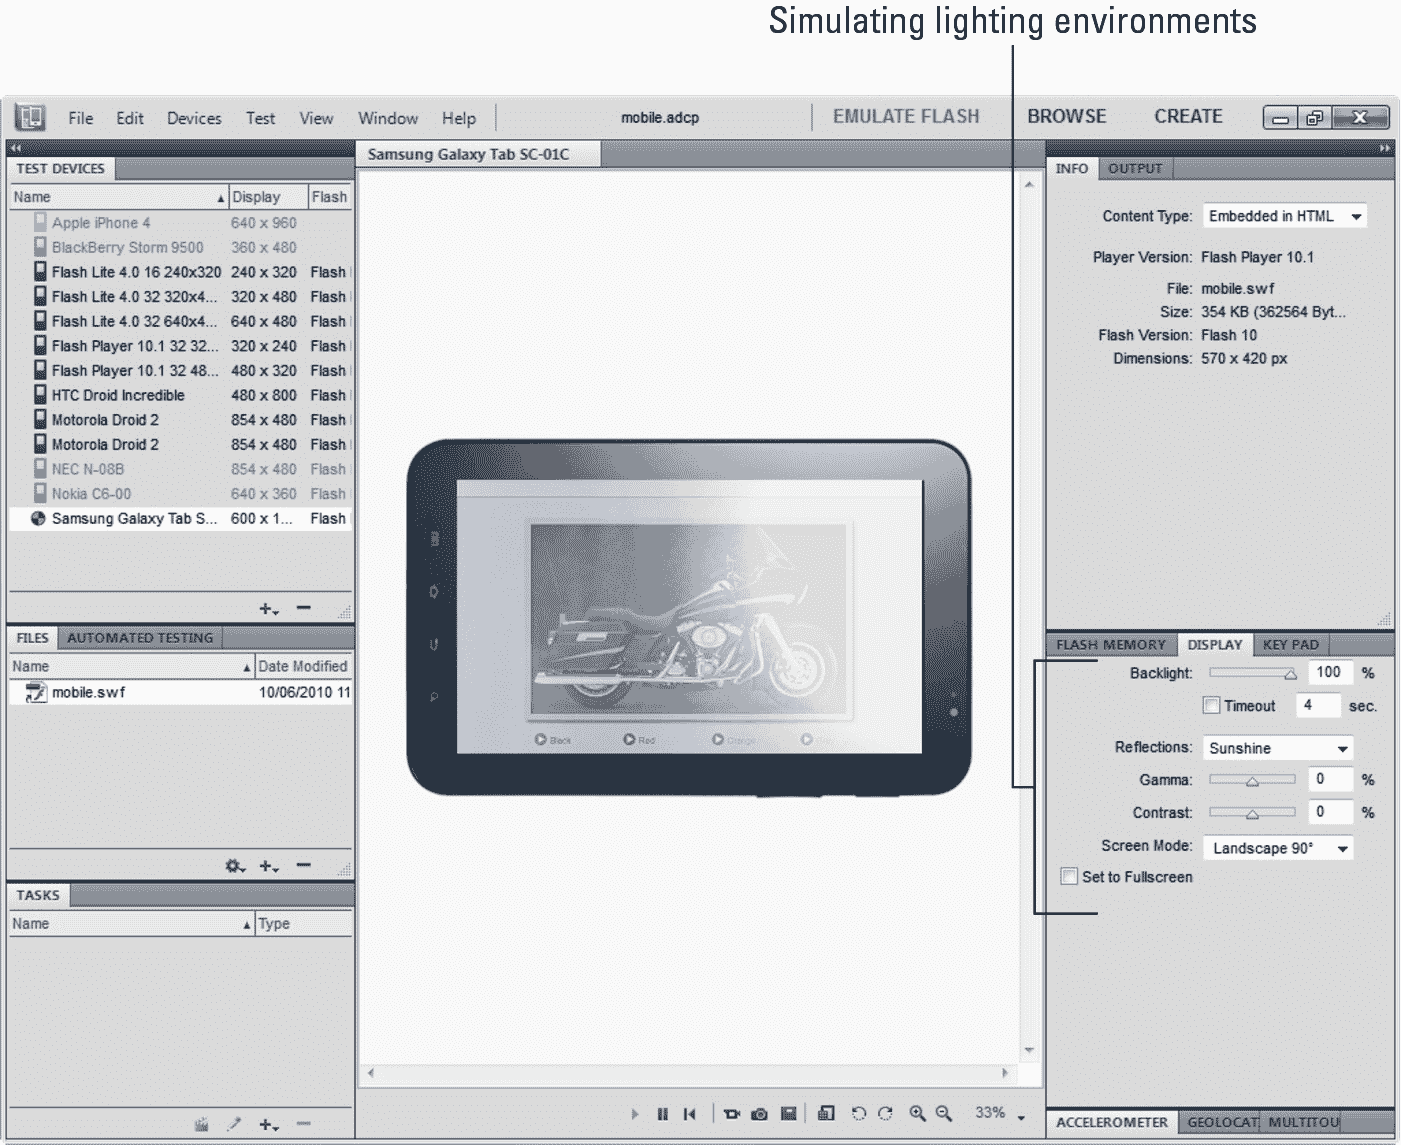 Simulating lighting environments
File Edit Devices Test View Window Help mobile.adcp EMULATE FLASH BROWSE CREATE
TEST DEVICES
Name Display Flash
Apple iPhone 4 640 x 960
BlackBerry Storm 9500 360 x 480
Flash Lite 4.0 16 240x320 240 x 320 Flash
Flash Lite 4.0 32 320x4... 320 x 480 Flash
Flash Lite 4.0 32 640x4... 640 x 480 Flash
Flash Player 10.1 32 32... 320 x 240 Flash
Flash Player 10.1 32 48... 480 x 320 Flash
HTC Droid Incredible 480 x 800 Flash
Motorola Droid 2 854 x 480 Flash
Motorola Droid 2 854 x 480 Flash
NEC N-08B 854 x 480 Flash
Nokia C6-00 640 x 360 Flash
Samsung Galaxy Tab S... 600 x 1... Flash
FILES AUTOMATED TESTING
Name Date Modified
mobile.swf 10/06/2010 11
TASKS
Name Type
Samsung Galaxy Tab SC-01C
Black Red Orange
33%
INFO OUTPUT
Content Type: Embedded in HTML
Player Version: Flash Player 10.1
File: mobile.swf
Size: 354 KB (362564 Byt...
Flash Version: Flash 10
Dimensions: 570 x 420 px
FLASH MEMORY DISPLAY KEY PAD
Backlight: 100 %
Timeout 4 sec.
Reflections: Sunshine
Gamma: 0 %
Contrast: 0 %
Screen Mode: Landscape 90°
Set to Fullscreen
ACCELEROMETER GEOLOCAT MULTITOU